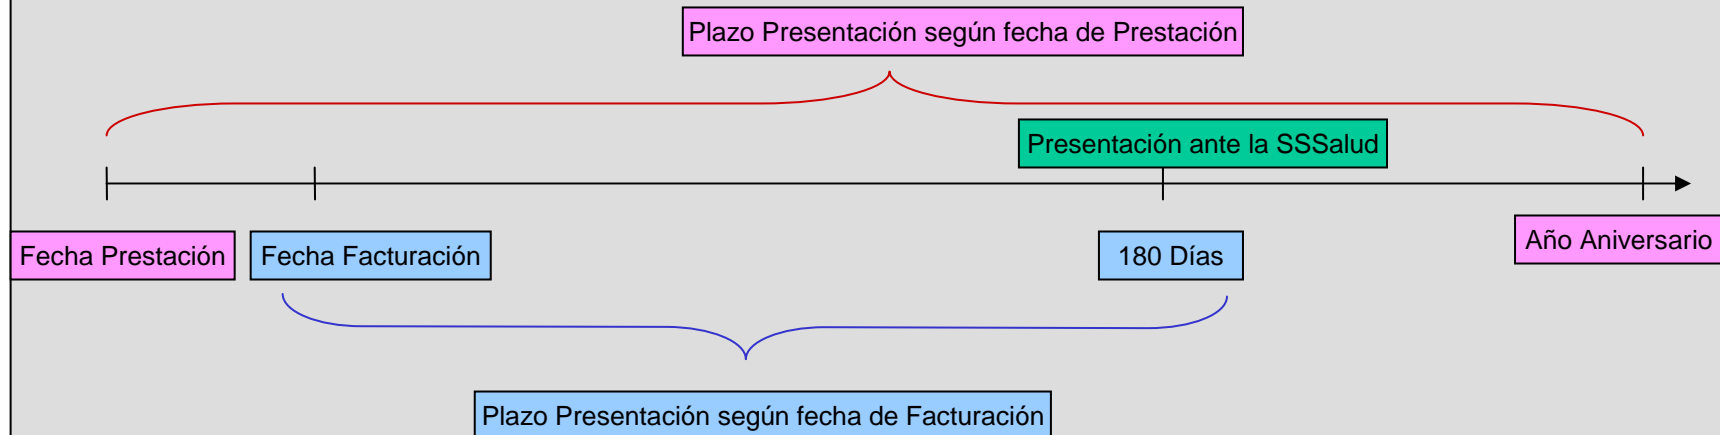 Plazo Presentación según fecha de Prestación
Presentación ante la SSSalud
Fecha Prestación
Fecha Facturación
180 Días
Año Aniversario
Plazo Presentación según fecha de Facturación